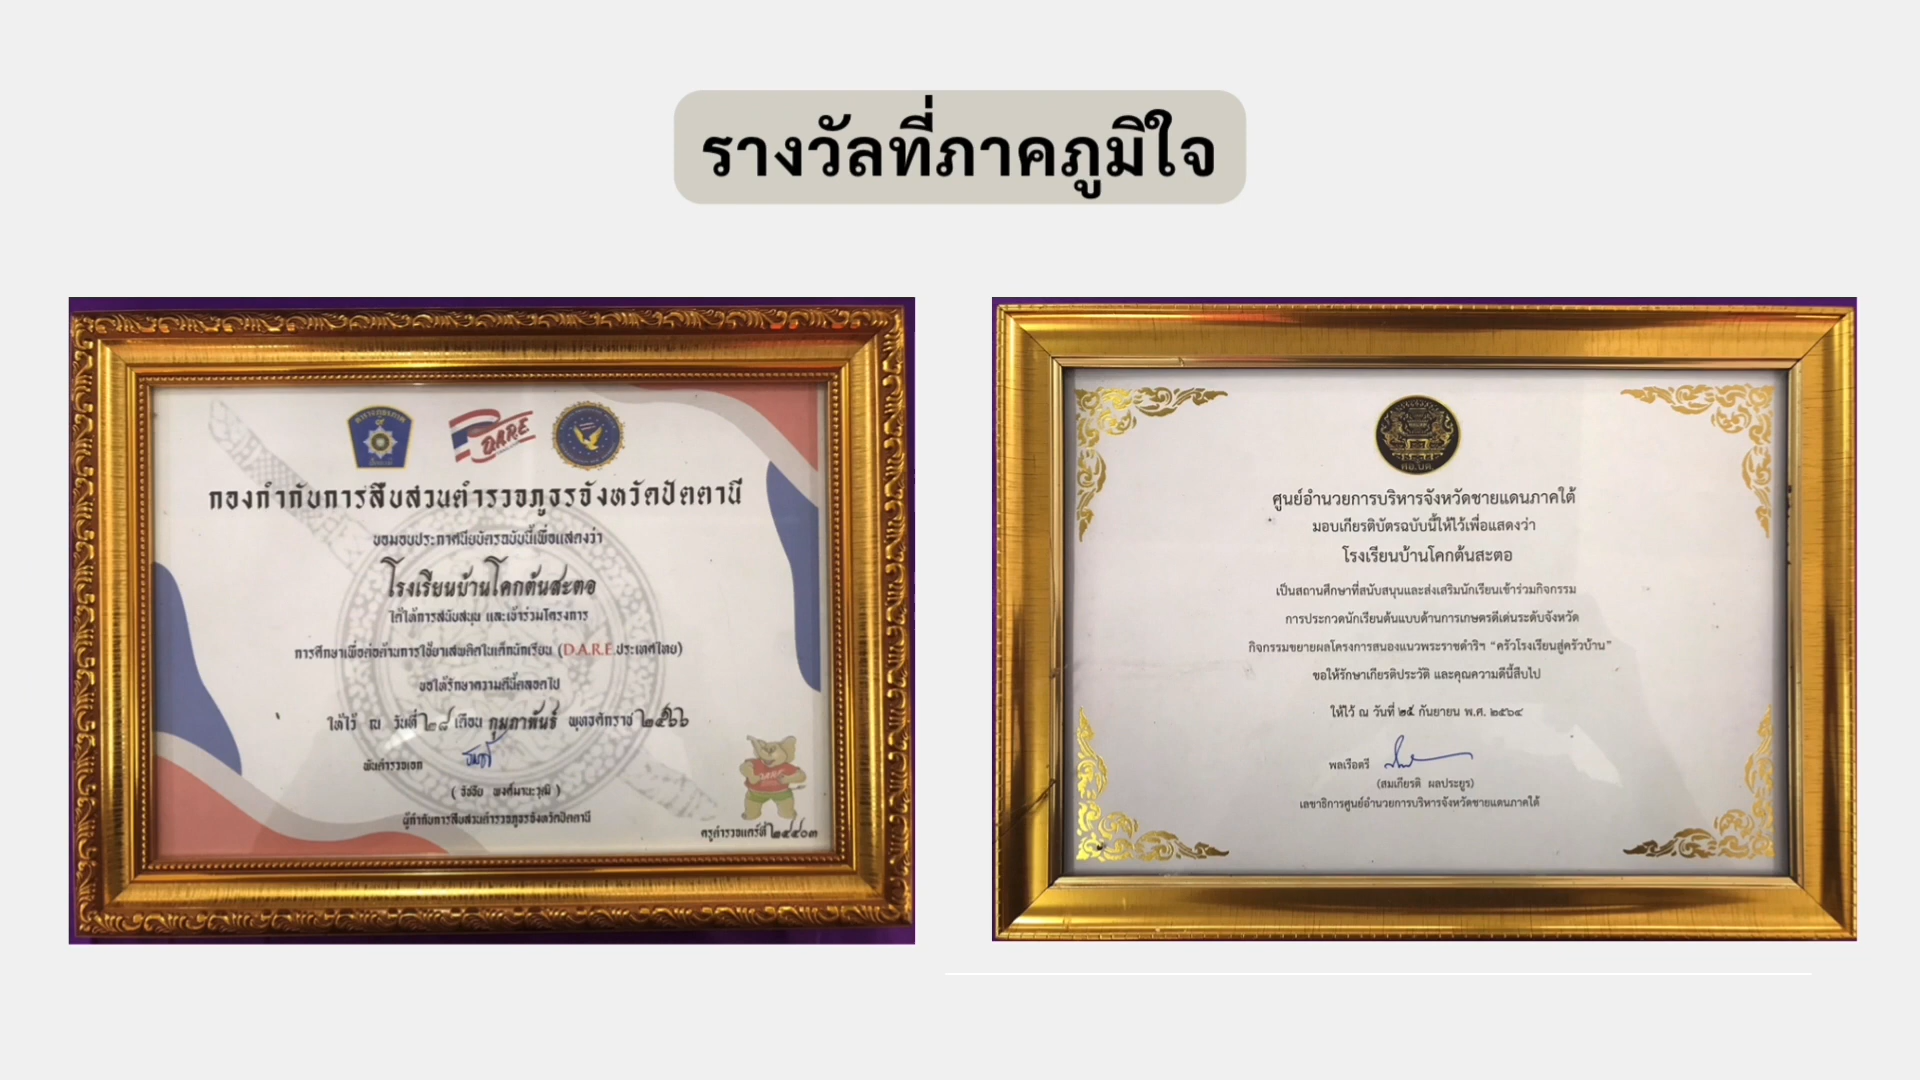 รางวัลที่ภาคภูมิใจ
D.A.R.E.
กองกำกับการสืบสวนตำรวจภูธรจังหวัดปัตตานี
ขอมอบประกาศนียบัตรฉบับนี้เพื่อแสดงว่า
โรงเรียนบ้านโคกต้นสะตอ
ได้ให้การสนับสนุน และเข้าร่วมโครงการ
การศึกษาเพื่อต่อต้านการใช้ยาเสพติดในเด็กนักเรียน (D.A.R.E.ประเทศไทย)
ขอให้รักษาความดีนี้ตลอดไป
ให้ไว้ ณ วันที่ ๒๘ เดือน กุมภาพันธ์ พุทธศักราช ๒๕๖๖
พันตำรวจเอก
ผู้กำกับการสืบสวนตำรวจภูธรจังหวัดปัตตานี
ครูตำรวจแดร์ที่ ๒๔๕๐๓
ศอ.บต.
ศูนย์อำนวยการบริหารจังหวัดชายแดนภาคใต้
มอบเกียรติบัตรฉบับนี้ให้ไว้เพื่อแสดงว่า
โรงเรียนบ้านโคกต้นสะตอ
เป็นสถานศึกษาที่สนับสนุนและส่งเสริมนักเรียนเข้าร่วมกิจกรรม
การประกวดนักเรียนต้นแบบด้านการเกษตรดีเด่นระดับจังหวัด
กิจกรรมขยายผลโครงการสนองแนวพระราชดำริฯ “ครัวโรงเรียนสู่ครัวบ้าน”
ขอให้รักษาเกียรติประวัติ และคุณความดีนี้สืบไป
ให้ไว้ ณ วันที่ ๒๕ กันยายน พ.ศ. ๒๕๖๔
พลเรือตรี
(สมเกียรติ ผลประยูร)
เลขาธิการศูนย์อำนวยการบริหารจังหวัดชายแดนภาคใต้